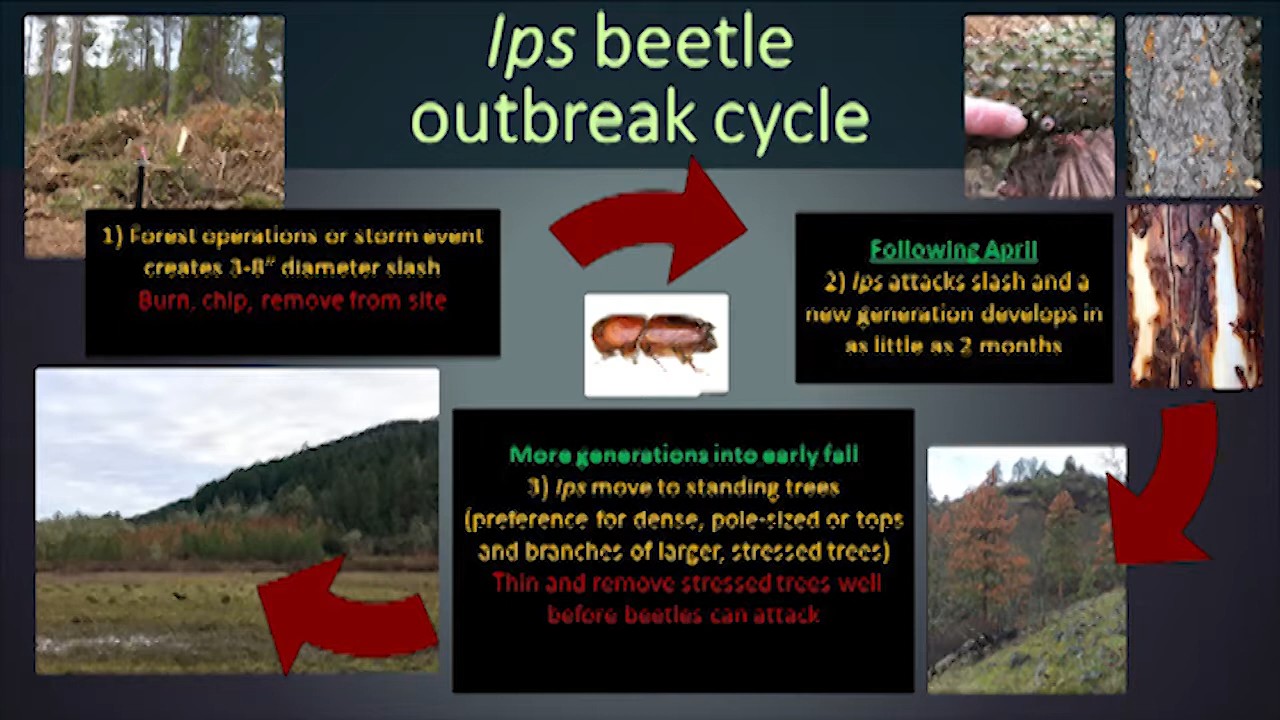 Ips beetle
outbreak cycle
1) Forest operations or storm event
creates 3-8" diameter slash
Burn, chip, remove from site
Following April
2) Ips attacks slash and a
new generation develops in
as little as 2 months
More generations into early fall
3) Ips move to standing trees
(preference for dense, pole-sized or tops
and branches of larger, stressed trees)
Thin and remove stressed trees well
before beetles can attack